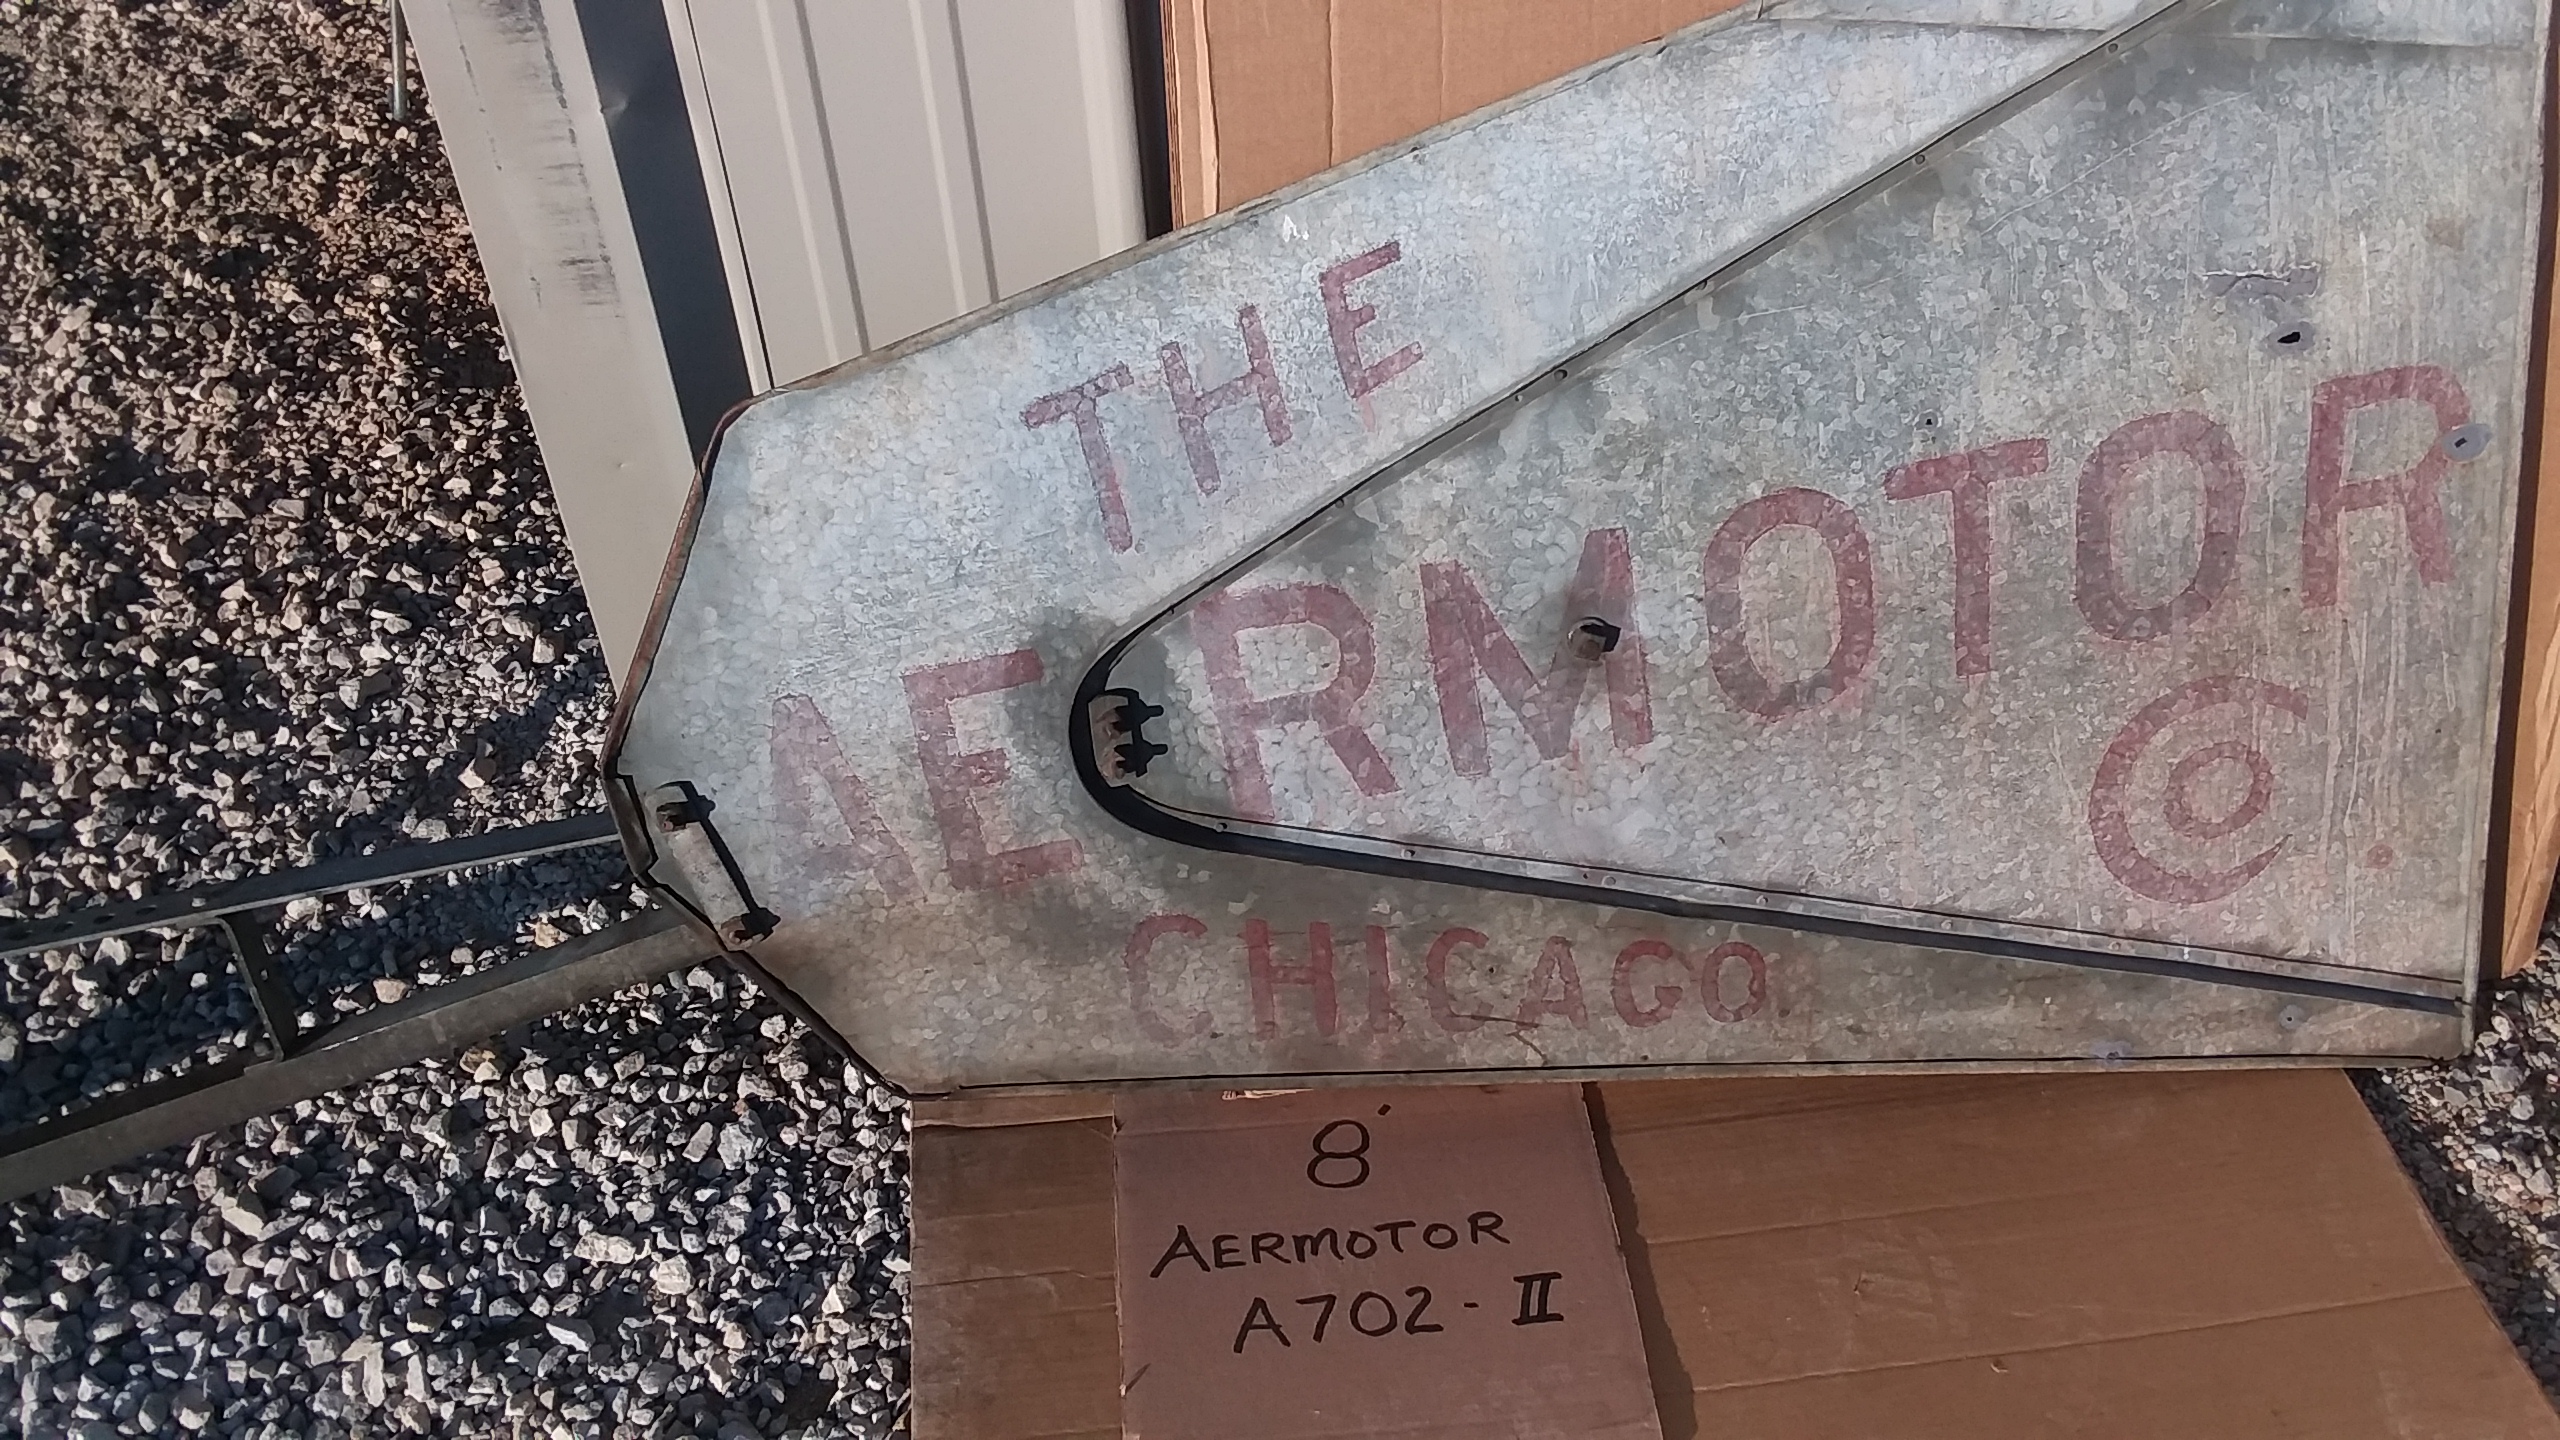 THE
AERMOTOR
Co.
CHICAGO
8'
AERMOTOR
A702-II